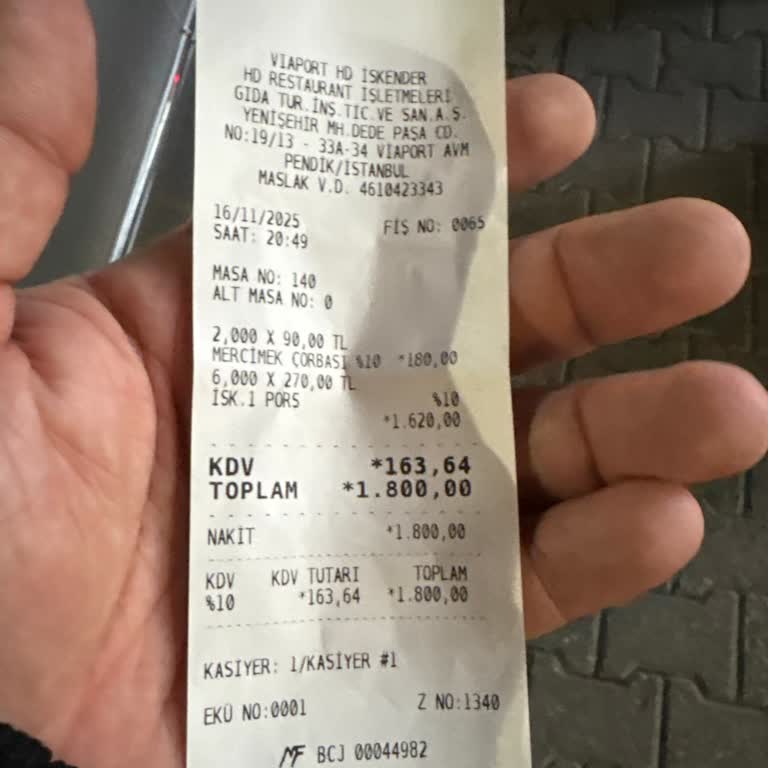 VIAPORT HD İSKENDER
HD RESTAURANT İŞLETMELERİ
GIDA TUR.İNŞ.TİC.VE SAN.A.Ş.
YENİŞEHİR MH.DEDE PAŞA CD.
NO:19/13 - 33A-34 VİAPORT AVM
PENDİK/İSTANBUL
MASLAK V.D. 4610423343
16/11/2025
SAAT: 20:49 FİŞ NO: 0065
MASA NO: 140
ALT MASA NO: 0
2,000 X 90,00 TL
MERCİMEK ÇORBASI %10 *180,00
6,000 X 270,00 TL
İSK.1 PORS %10
*1.620,00
KDV *163,64
TOPLAM *1.800,00
NAKİT *1.800,00
KDV KDV TUTARI TOPLAM
%10 *163,64 *1.800,00
KASİYER: 1/KASİYER #1
EKÜ NO:0001 Z NO:1340
MF BCJ 00044982